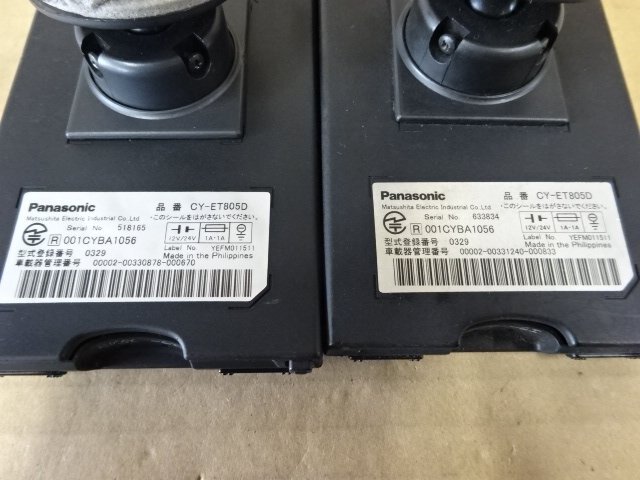 Panasonic 品番 CY-ET805D
Matsushita Electric Industrial Co.,Ltd. ・このシールをはがさないでください。
Serial No 518165
R 001CYBA1056 12V/24V 1A-1A
Label No YEFM011511
型式登録番号 0329 Made in the Philippines
車載器管理番号 00002-00330878-000670
Panasonic 品番 CY-ET805D
Matsushita Electric Industrial Co.,Ltd. ・このシールをはがさないでください。
Serial No 633834
R 001CYBA1056 12V/24V 1A-1A
Label No YEFM011511
型式登録番号 0329 Made in the Philippines
車載器管理番号 00002-00331240-000833